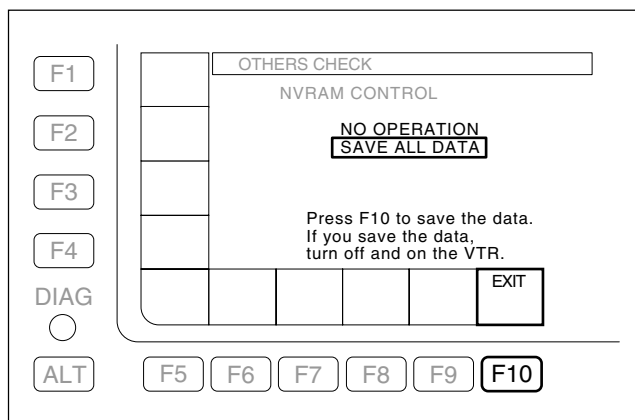 F1
OTHERS CHECK
NVRAM CONTROL
F2
NO OPERATION
SAVE ALL DATA
F3
Press F10 to save the data.
If you save the data,
turn off and on the VTR.
F4
DIAG
EXIT
ALT
F5
F6
F7
F8
F9
F10